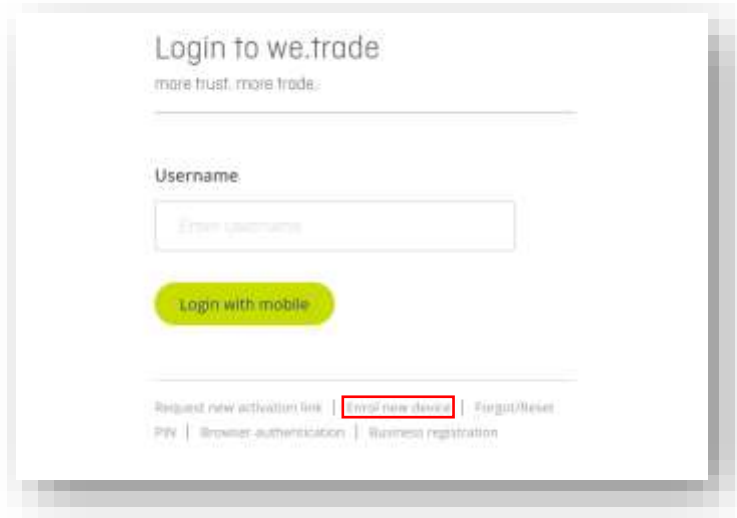 Login to we.trade
more trust. more trade.
Username
Enter username
Login with mobile
Request new activation link | Enrol new device | Forgot/Reset
PIN | Browser authentication | Business registration